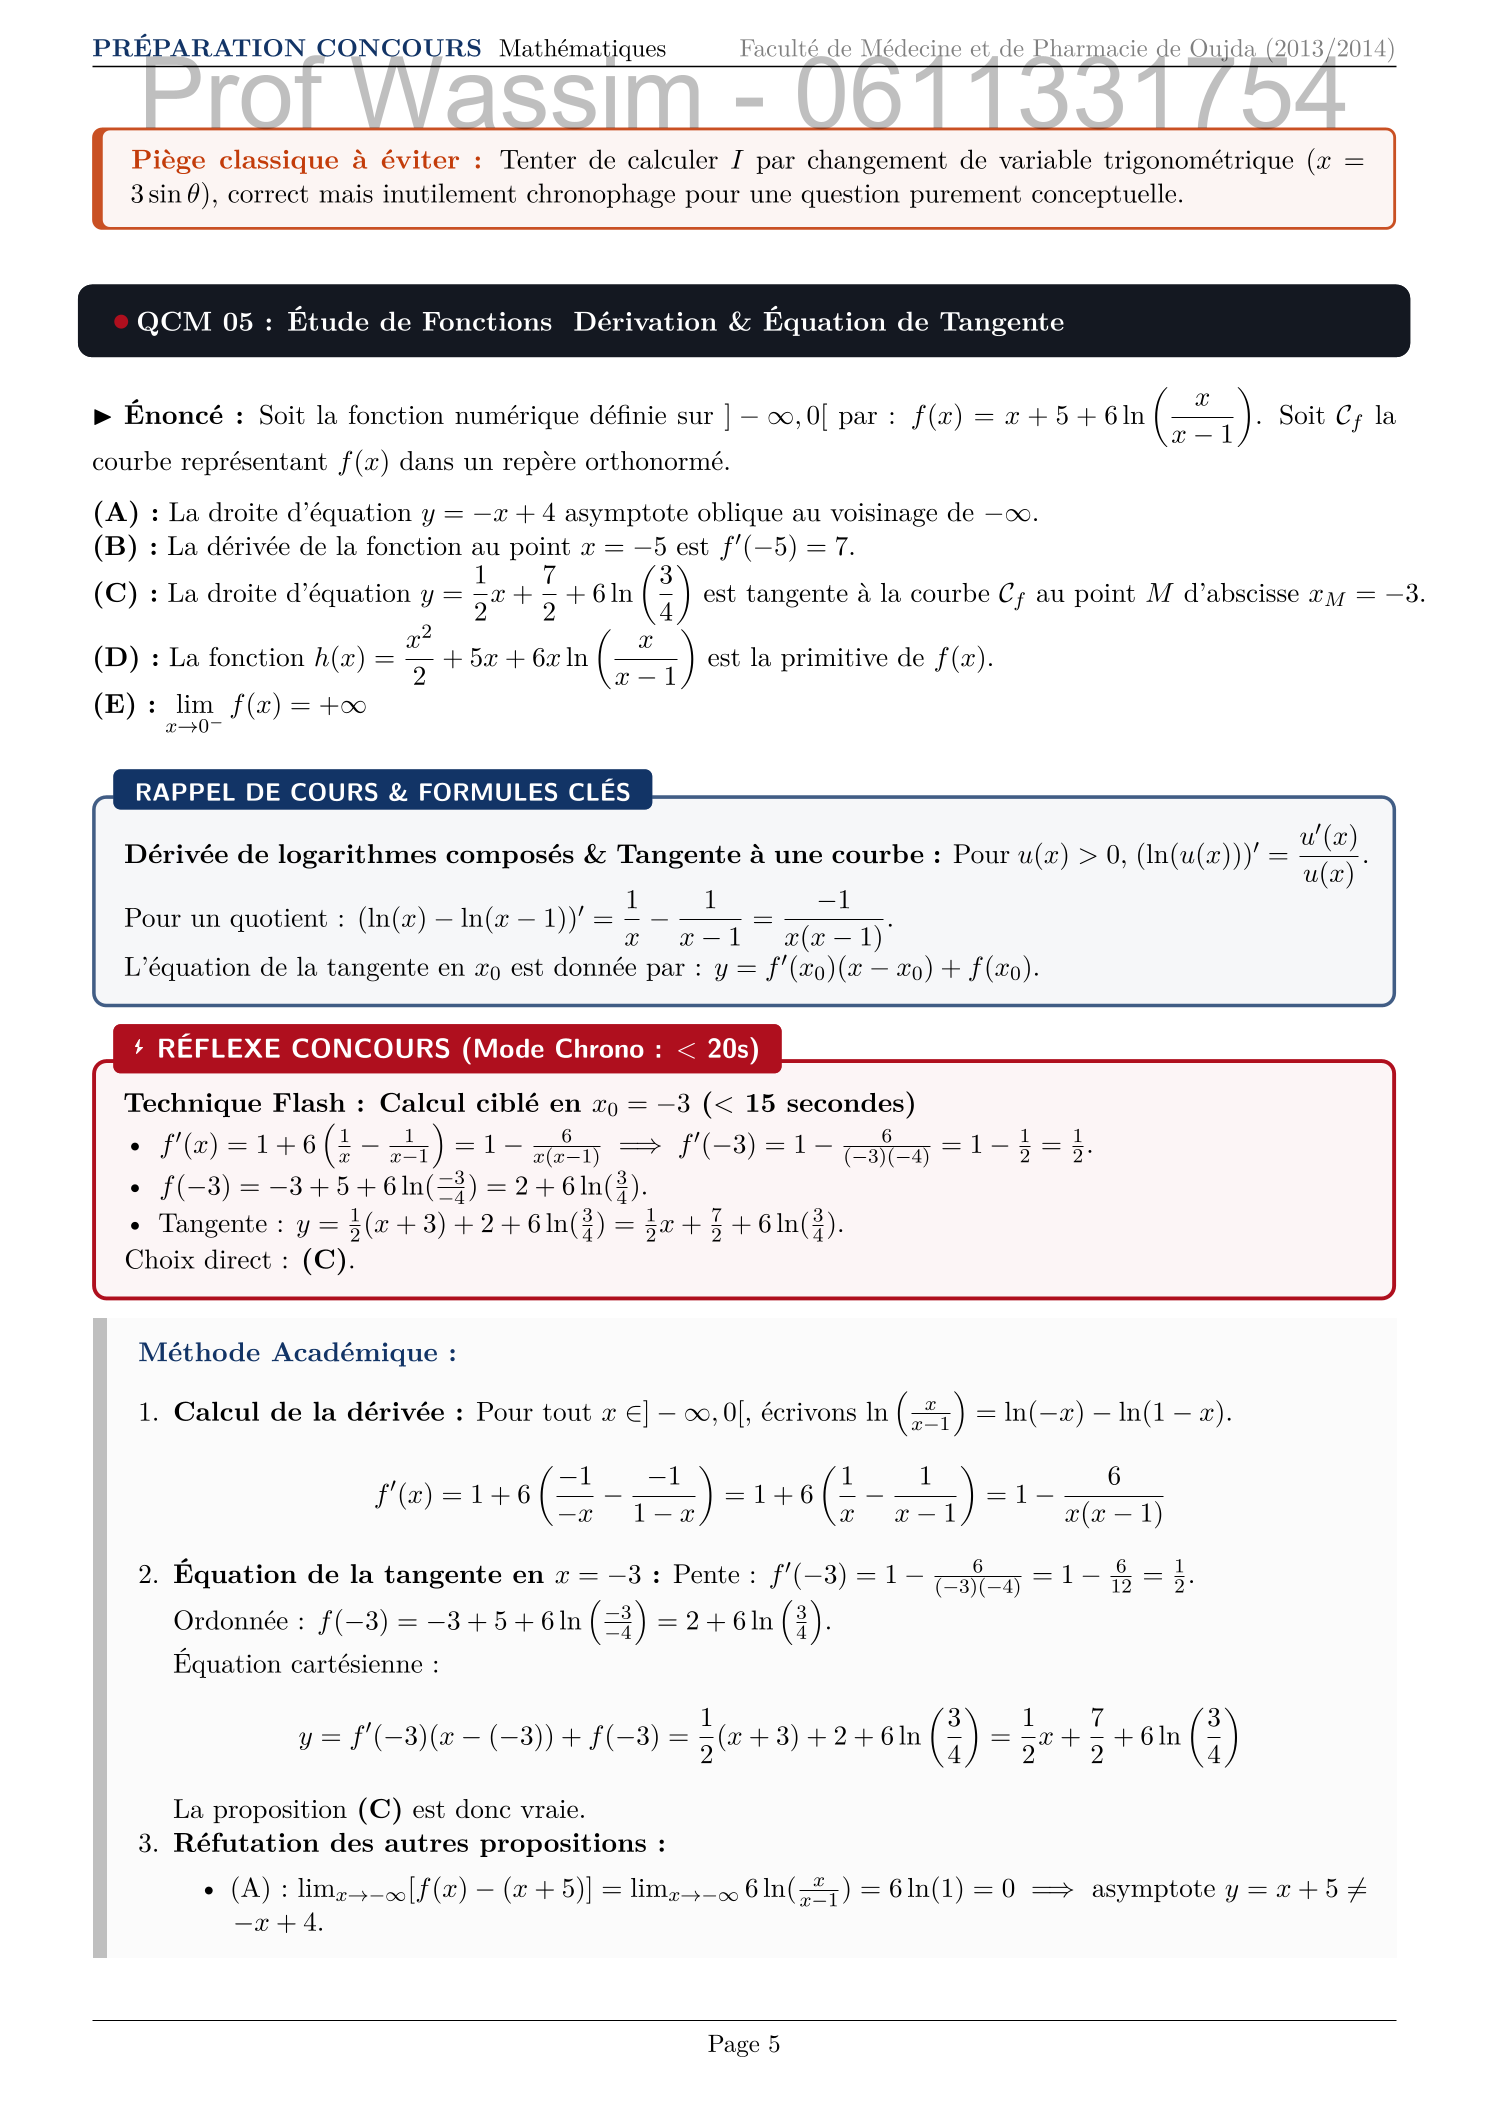 PRÉPARATION CONCOURS Mathématiques Faculté de Médecine et de Pharmacie de Oujda (2013/2014)
Prof Wassim - 0611331754
Piège classique à éviter : Tenter de calculer I par changement de variable trigonométrique (x =
3 sin θ), correct mais inutilement chronophage pour une question purement conceptuelle.
• QCM 05 : Étude de Fonctions Dérivation & Équation de Tangente
▶ Énoncé : Soit la fonction numérique définie sur ] − ∞, 0[ par : f(x) = x + 5 + 6 ln(x/(x − 1)). Soit C_f la
courbe représentant f(x) dans un repère orthonormé.
(A) : La droite d'équation y = −x + 4 asymptote oblique au voisinage de −∞.
(B) : La dérivée de la fonction au point x = −5 est f′(−5) = 7.
(C) : La droite d'équation y = 1/2 x + 7/2 + 6 ln(3/4) est tangente à la courbe C_f au point M d'abscisse x_M = −3.
(D) : La fonction h(x) = x²/2 + 5x + 6x ln(x/(x − 1)) est la primitive de f(x).
(E) : lim_{x→0⁻} f(x) = +∞
RAPPEL DE COURS & FORMULES CLÉS
Dérivée de logarithmes composés & Tangente à une courbe : Pour u(x) > 0, (ln(u(x)))′ = u′(x)/u(x).
Pour un quotient : (ln(x) − ln(x − 1))′ = 1/x − 1/(x − 1) = −1/(x(x − 1)).
L'équation de la tangente en x₀ est donnée par : y = f′(x₀)(x − x₀) + f(x₀).
⚡ RÉFLEXE CONCOURS (Mode Chrono : < 20s)
Technique Flash : Calcul ciblé en x₀ = −3 (< 15 secondes)
• f′(x) = 1 + 6(1/x − 1/(x−1)) = 1 − 6/(x(x−1)) ⟹ f′(−3) = 1 − 6/((−3)(−4)) = 1 − 1/2 = 1/2.
• f(−3) = −3 + 5 + 6 ln(−3/−4) = 2 + 6 ln(3/4).
• Tangente : y = 1/2(x + 3) + 2 + 6 ln(3/4) = 1/2 x + 7/2 + 6 ln(3/4).
Choix direct : (C).
Méthode Académique :
1. Calcul de la dérivée : Pour tout x ∈] − ∞, 0[, écrivons ln(x/(x−1)) = ln(−x) − ln(1 − x).
f′(x) = 1 + 6(−1/−x − −1/(1 − x)) = 1 + 6(1/x − 1/(x − 1)) = 1 − 6/(x(x − 1))
2. Équation de la tangente en x = −3 : Pente : f′(−3) = 1 − 6/((−3)(−4)) = 1 − 6/12 = 1/2.
Ordonnée : f(−3) = −3 + 5 + 6 ln(−3/−4) = 2 + 6 ln(3/4).
Équation cartésienne :
y = f′(−3)(x − (−3)) + f(−3) = 1/2(x + 3) + 2 + 6 ln(3/4) = 1/2 x + 7/2 + 6 ln(3/4)
La proposition (C) est donc vraie.
3. Réfutation des autres propositions :
• (A) : lim_{x→−∞}[f(x) − (x + 5)] = lim_{x→−∞} 6 ln(x/(x−1)) = 6 ln(1) = 0 ⟹ asymptote y = x + 5 ≠
−x + 4.
Page 5